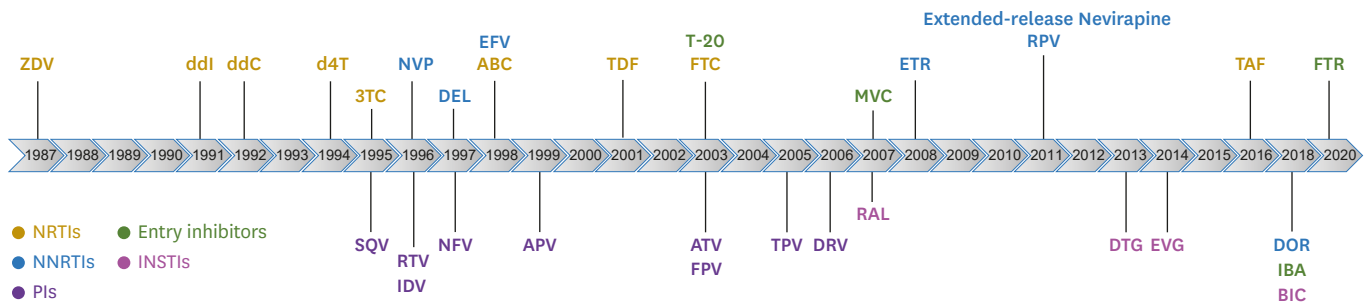 Extended-release Nevirapine
EFV T-20 RPV
ZDV ddI ddC d4T NVP ABC TDF FTC ETR TAF FTR
3TC DEL MVC
1987 1988 1989 1990 1991 1992 1993 1994 1995 1996 1997 1998 1999 2000 2001 2002 2003 2004 2005 2006 2007 2008 2009 2010 2011 2012 2013 2014 2015 2016 2018 2020
RAL
SQV NFV APV ATV TPV DRV DTG EVG DOR
RTV FPV IBA
IDV BIC
NRTIs Entry inhibitors
NNRTIs INSTIs
PIs